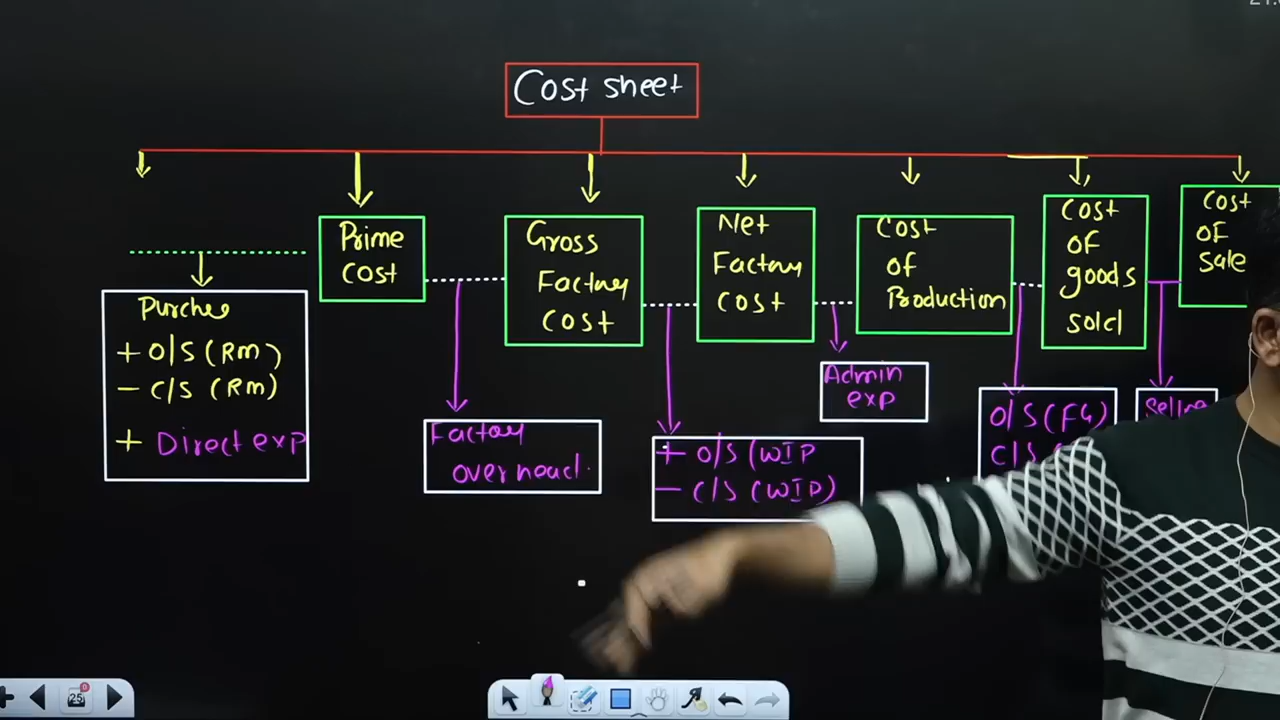 Cost sheet
Prime
Cost
Gross
Factory
Cost
Net
Factory
Cost
Cost
of
Production
Cost
of
goods
sold
Cost
of
Sale
+ O/S (Rm)
- C/S (Rm)
+ Direct exp
Factory
overhead.
+ O/S (WIP
- C/S (WIP)
Admin
exp
O/S (FG)
C/S
25